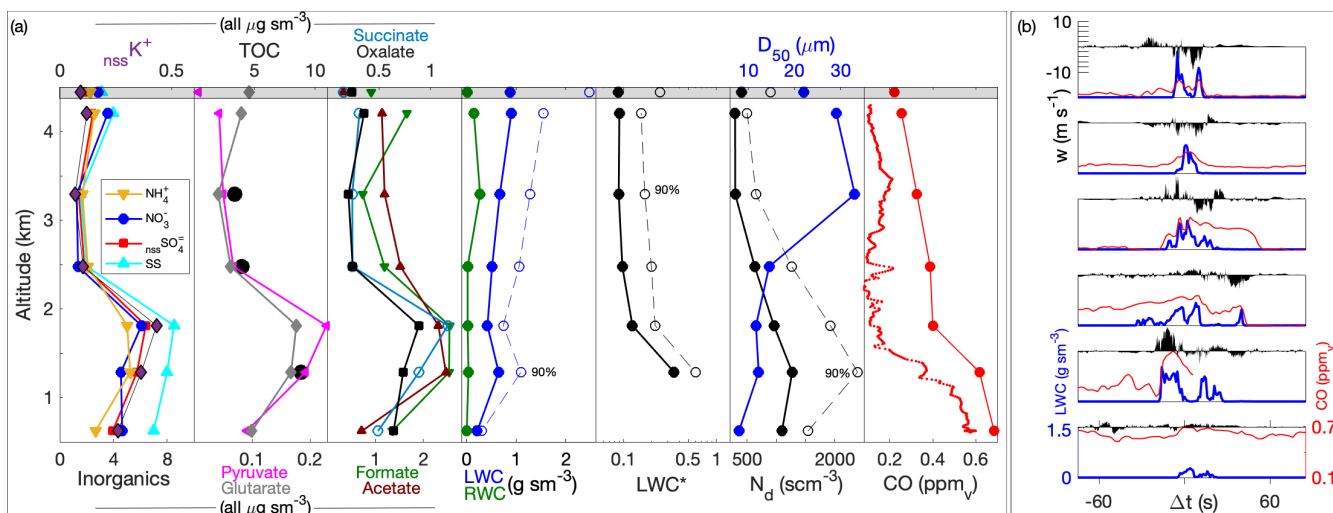 (a)
(all μg sm⁻³)
nssK⁺
TOC
Succinate
Oxalate
D₅₀ (μm)
0 0.5
5 10
0.5 1
10 20 30
Altitude (km)
4
3
2
1
NH₄⁺
NO₃⁻
nssSO₄⁼
SS
90%
90%
90%
0 4 8
0.1 0.2
1 2
0 1 2
0.1 0.5 1
500 2000
0.2 0.4 0.6
Inorganics
Pyruvate
Glutarate
Formate
Acetate
LWC
RWC
(g sm⁻³)
LWC*
N_d (scm⁻³)
CO (ppmᵥ)
(all μg sm⁻³)
(b)
10
0
-10
w (m s⁻¹)
LWC (g sm⁻³)
CO (ppmᵥ)
1.5
0
0.7
0.1
-60 60
Δt (s)